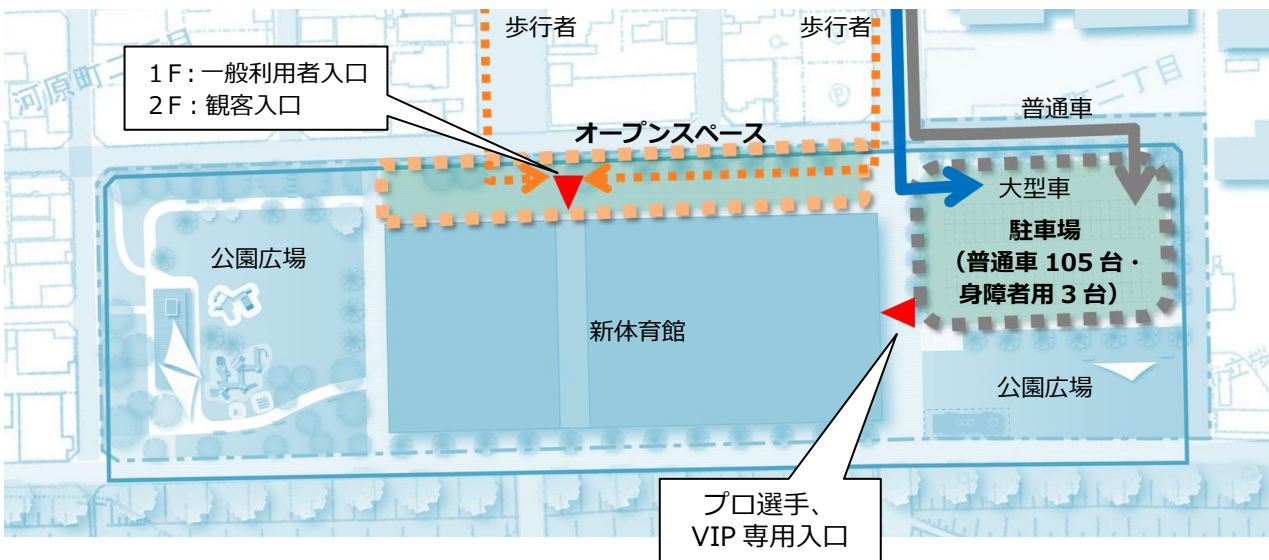 歩行者
歩行者
1F：一般利用者入口
2F：観客入口
河原町二丁目
二丁目
普通車
オープンスペース
大型車
駐車場
（普通車 105 台・
身障者用 3 台）
公園広場
新体育館
公園広場
プロ選手、
VIP 専用入口